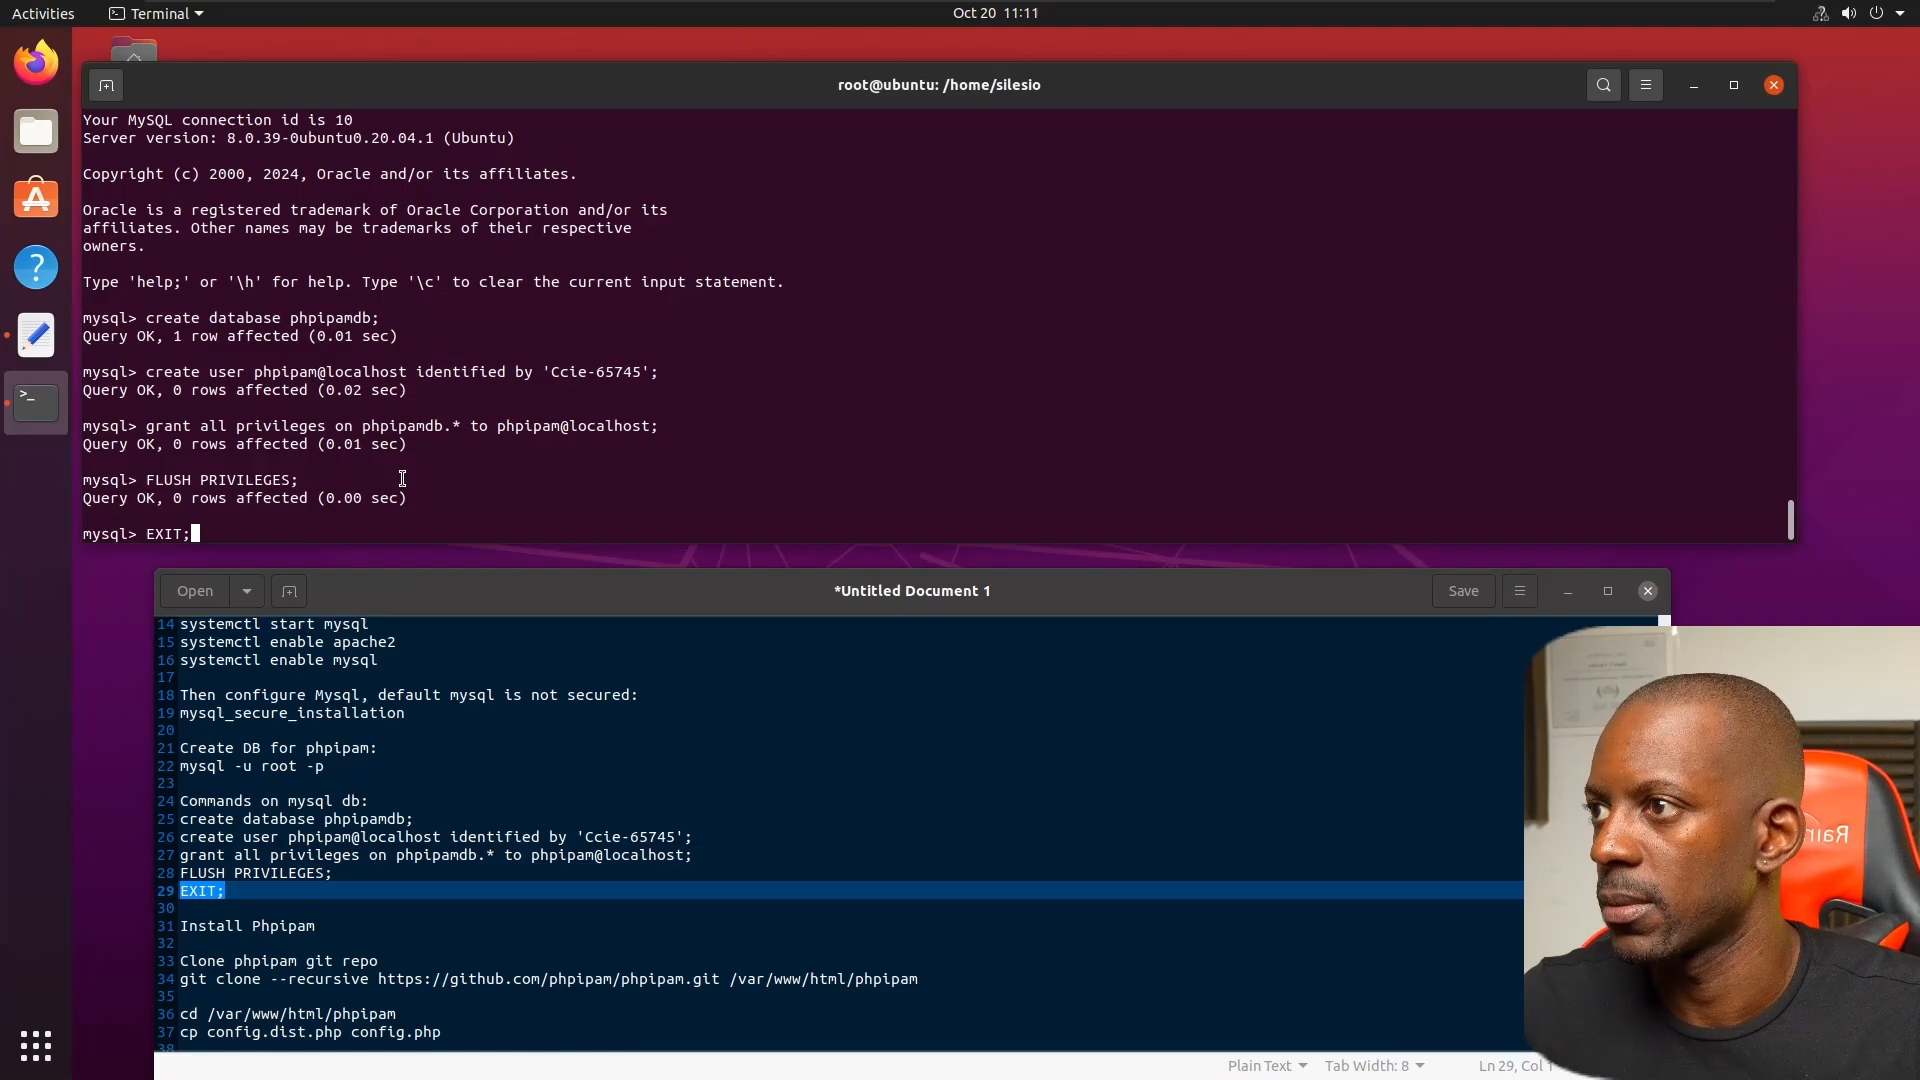 Activities
Terminal
Oct 20 11:11
root@ubuntu: /home/silesio
Your MySQL connection id is 10
Server version: 8.0.39-0ubuntu0.20.04.1 (Ubuntu)
Copyright (c) 2000, 2024, Oracle and/or its affiliates.
Oracle is a registered trademark of Oracle Corporation and/or its
affiliates. Other names may be trademarks of their respective
owners.
Type 'help;' or '\h' for help. Type '\c' to clear the current input statement.
mysql> create database phpipamdb;
Query OK, 1 row affected (0.01 sec)
mysql> create user phpipam@localhost identified by 'Ccie-65745';
Query OK, 0 rows affected (0.02 sec)
mysql> grant all privileges on phpipamdb.* to phpipam@localhost;
Query OK, 0 rows affected (0.01 sec)
mysql> FLUSH PRIVILEGES;
Query OK, 0 rows affected (0.00 sec)
mysql> EXIT;
Open
*Untitled Document 1
Save
14 systemctl start mysql
15 systemctl enable apache2
16 systemctl enable mysql
17
18 Then configure Mysql, default mysql is not secured:
19 mysql_secure_installation
20
21 Create DB for phpipam:
22 mysql -u root -p
23
24 Commands on mysql db:
25 create database phpipamdb;
26 create user phpipam@localhost identified by 'Ccie-65745';
27 grant all privileges on phpipamdb.* to phpipam@localhost;
28 FLUSH PRIVILEGES;
29 EXIT;
30
31 Install Phpipam
32
33 Clone phpipam git repo
34 git clone --recursive https://github.com/phpipam/phpipam.git /var/www/html/phpipam
35
36 cd /var/www/html/phpipam
37 cp config.dist.php config.php
38
Plain Text
Tab Width: 8
Ln 29, Col 1